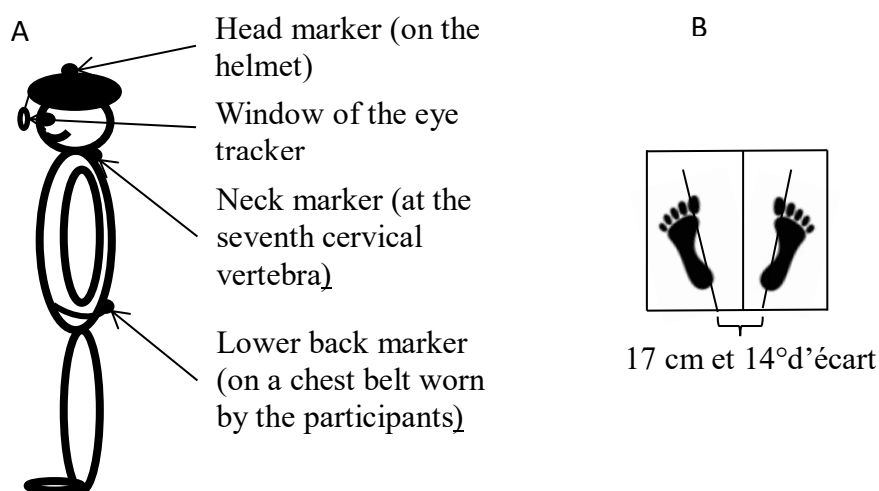 A
Head marker (on the
helmet)
Window of the eye
tracker
Neck marker (at the
seventh cervical
vertebra)
Lower back marker
(on a chest belt worn
by the participants)
B
17 cm et 14°d’écart